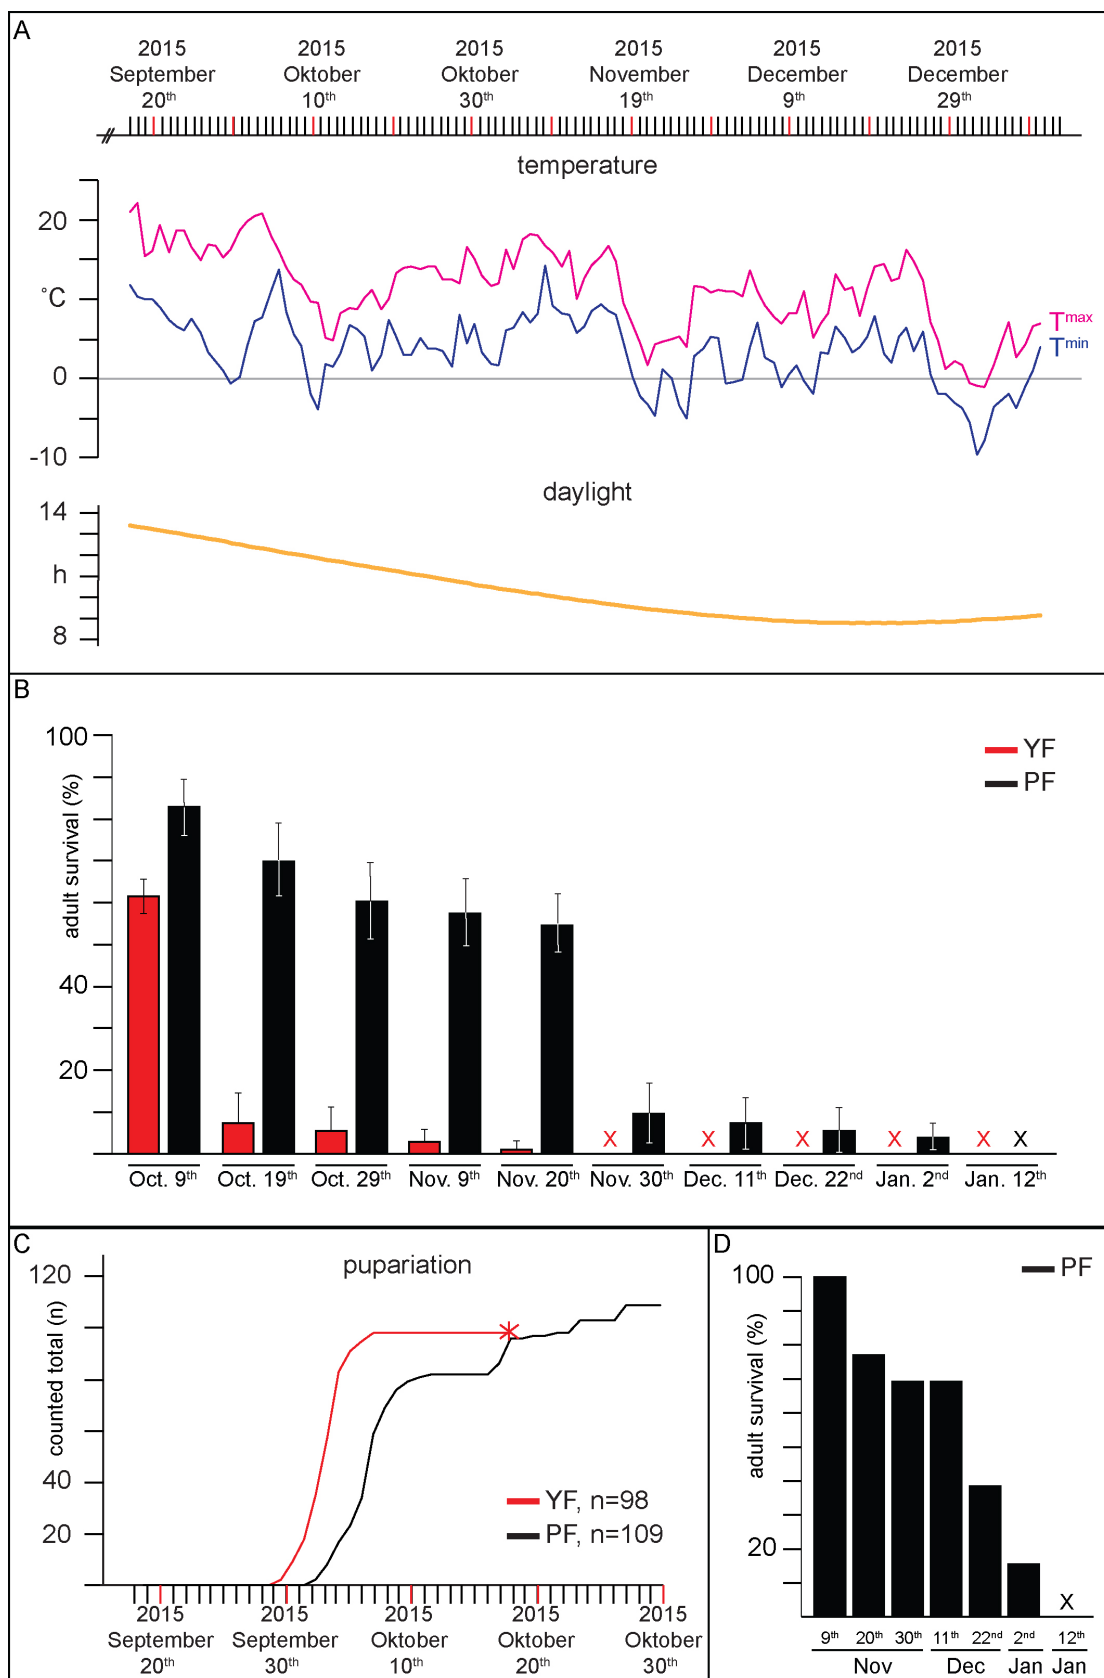 A
2015 2015 2015 2015 2015 2015
September Oktober Oktober November December December
20th 10th 30th 19th 9th 29th
temperature
20
°C
0
-10
Tmax
Tmin
daylight
14
h
8
B
100
adult survival (%)
40
20
YF
PF
X X X X X X
Oct. 9th Oct. 19th Oct. 29th Nov. 9th Nov. 20th Nov. 30th Dec. 11th Dec. 22nd Jan. 2nd Jan. 12th
C
pupariation
120
counted total (n)
40
20
YF, n=98
PF, n=109
2015 2015 2015 2015 2015
September September Oktober Oktober Oktober
20th 30th 10th 20th 30th
D
100
adult survival (%)
20
PF
X
9th 20th 30th 11th 22nd 2nd 12th
Nov Dec Jan Jan